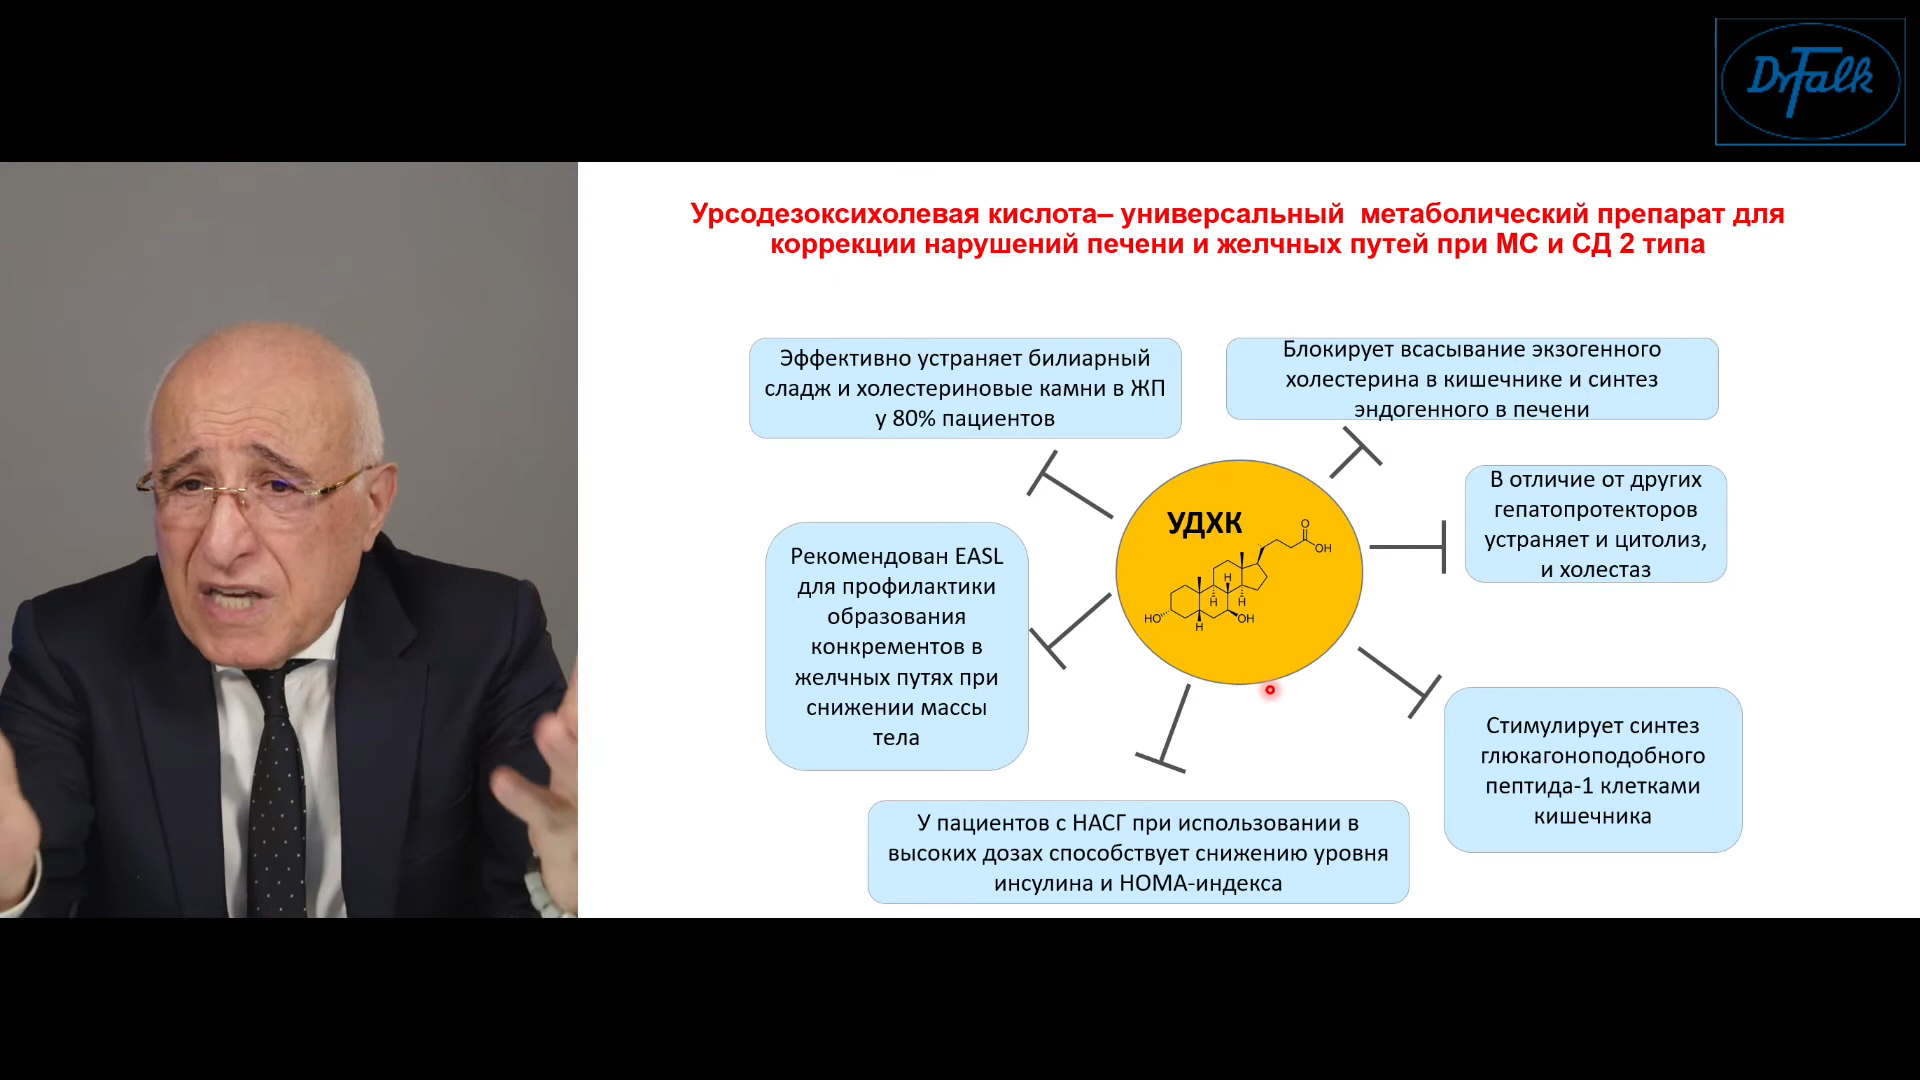 Dr Falk
Урсодезоксихолевая кислота– универсальный метаболический препарат для
коррекции нарушений печени и желчных путей при МС и СД 2 типа
Эффективно устраняет билиарный
сладж и холестериновые камни в ЖП
у 80% пациентов
Блокирует всасывание экзогенного
холестерина в кишечнике и синтез
эндогенного в печени
В отличие от других
гепатопротекторов
устраняет и цитолиз,
и холестаз
УДХК
O
OH
H
H
H
HO
H
OH
Рекомендован EASL
для профилактики
образования
конкрементов в
желчных путях при
снижении массы
тела
Стимулирует синтез
глюкагоноподобного
пептида-1 клетками
кишечника
У пациентов с НАСГ при использовании в
высоких дозах способствует снижению уровня
инсулина и НОМА-индекса